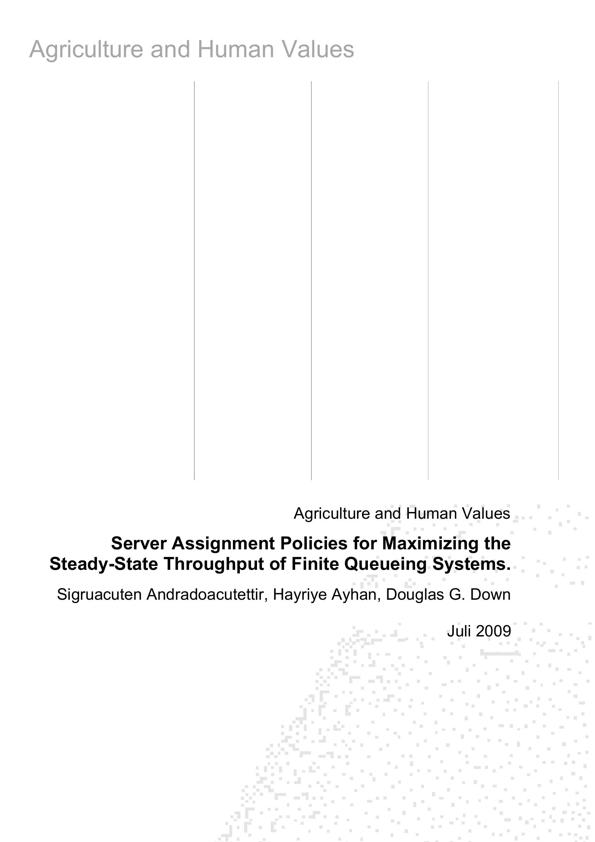 Agriculture and Human Values
Agriculture and Human Values
Server Assignment Policies for Maximizing the
Steady-State Throughput of Finite Queueing Systems.
Sigruacuten Andradoacutettir, Hayriye Ayhan, Douglas G. Down
Juli 2009